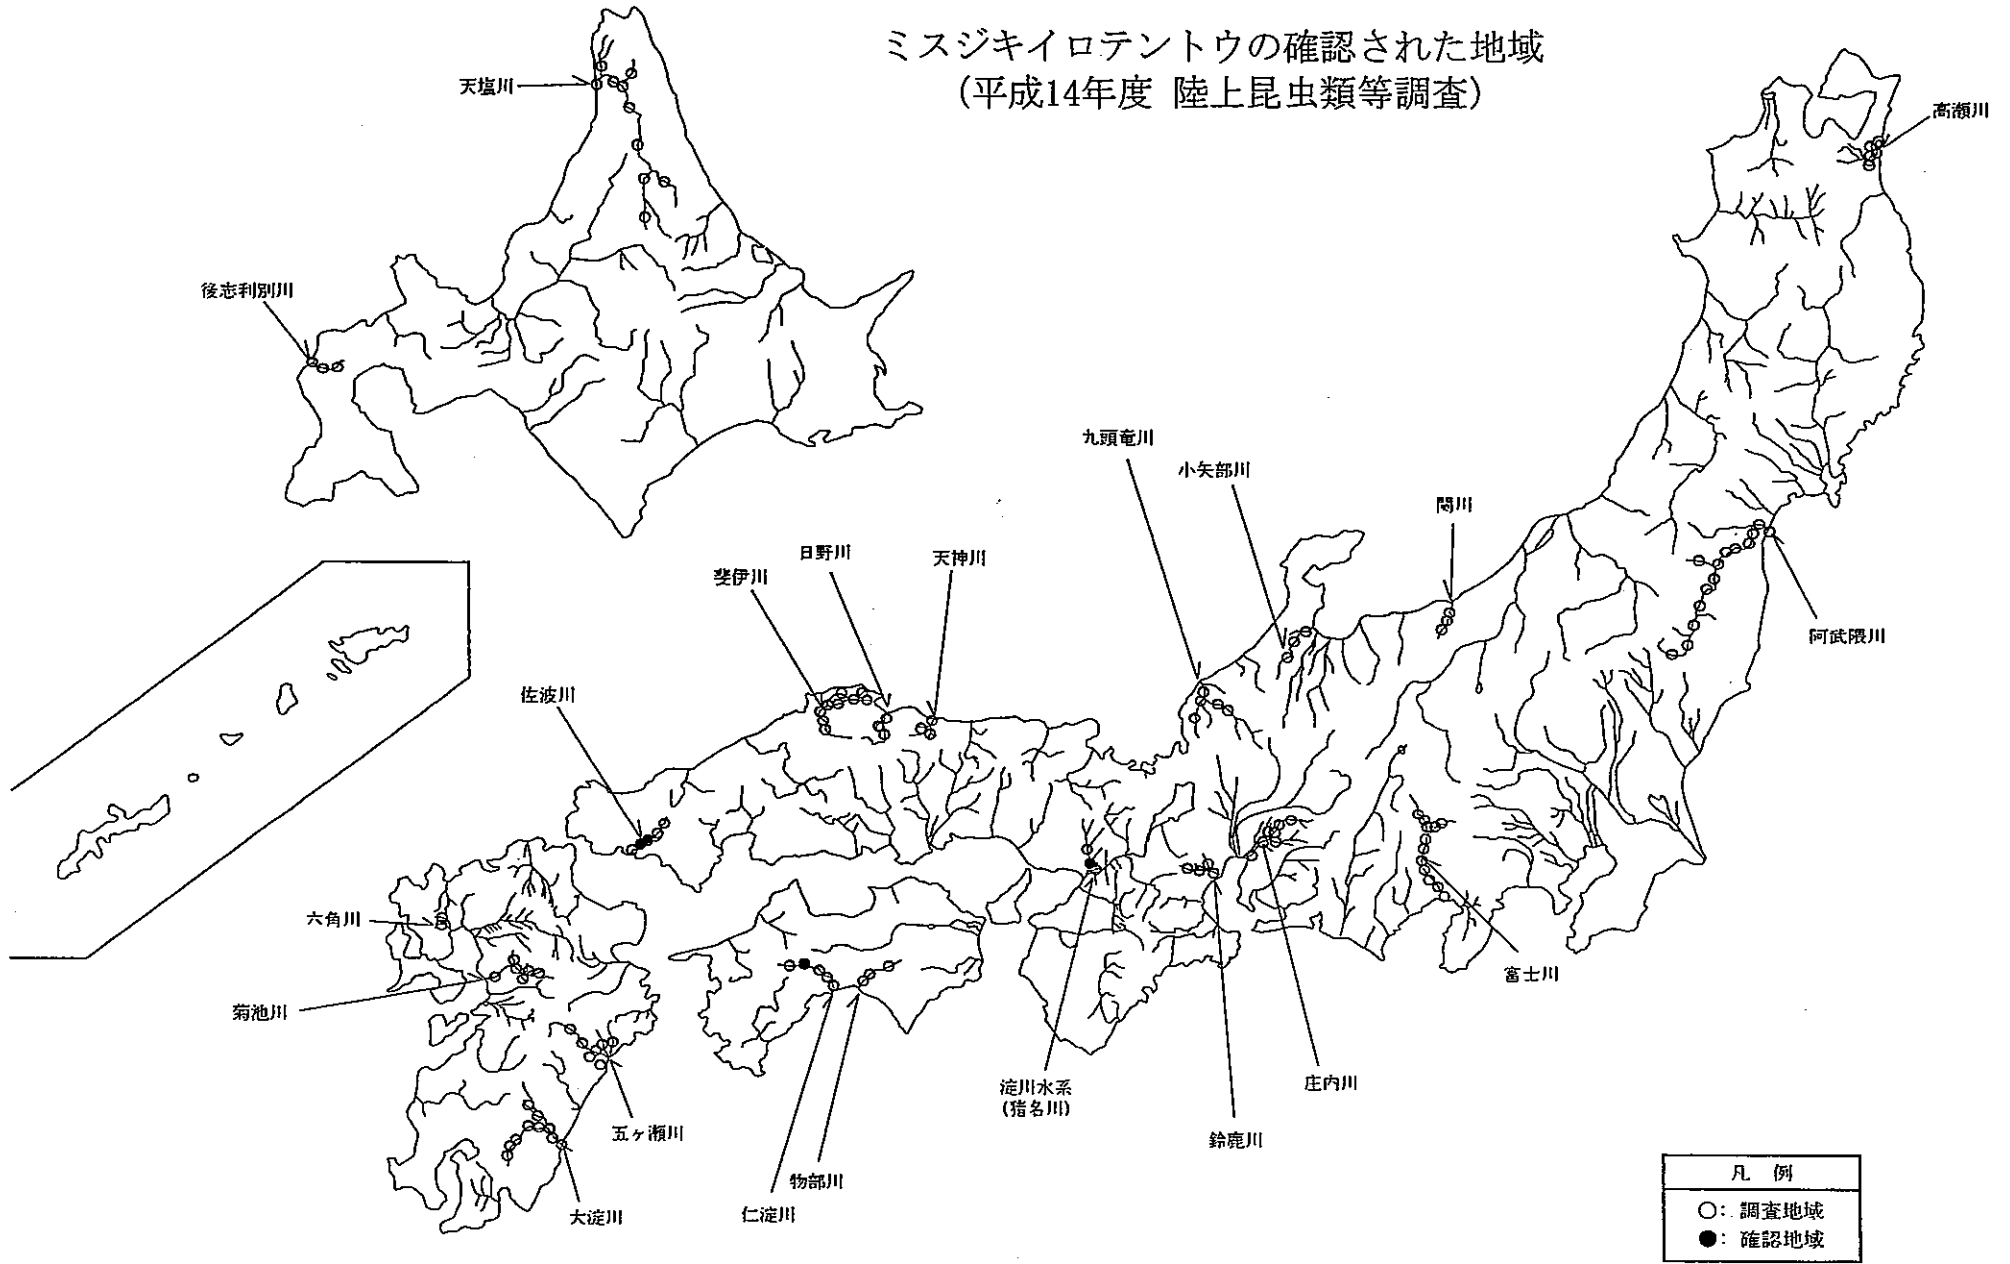 ミスジキイロテントウの確認された地域
(平成14年度 陸上昆虫類等調査)
天塩川
高瀬川
後志利別川
九頭竜川
小矢部川
関川
日野川
天神川
斐伊川
阿武隈川
佐波川
六角川
富士川
菊池川
淀川水系
(猪名川)
庄内川
五ヶ瀬川
鈴鹿川
物部川
仁淀川
大淀川
凡 例
○: 調査地域
●: 確認地域